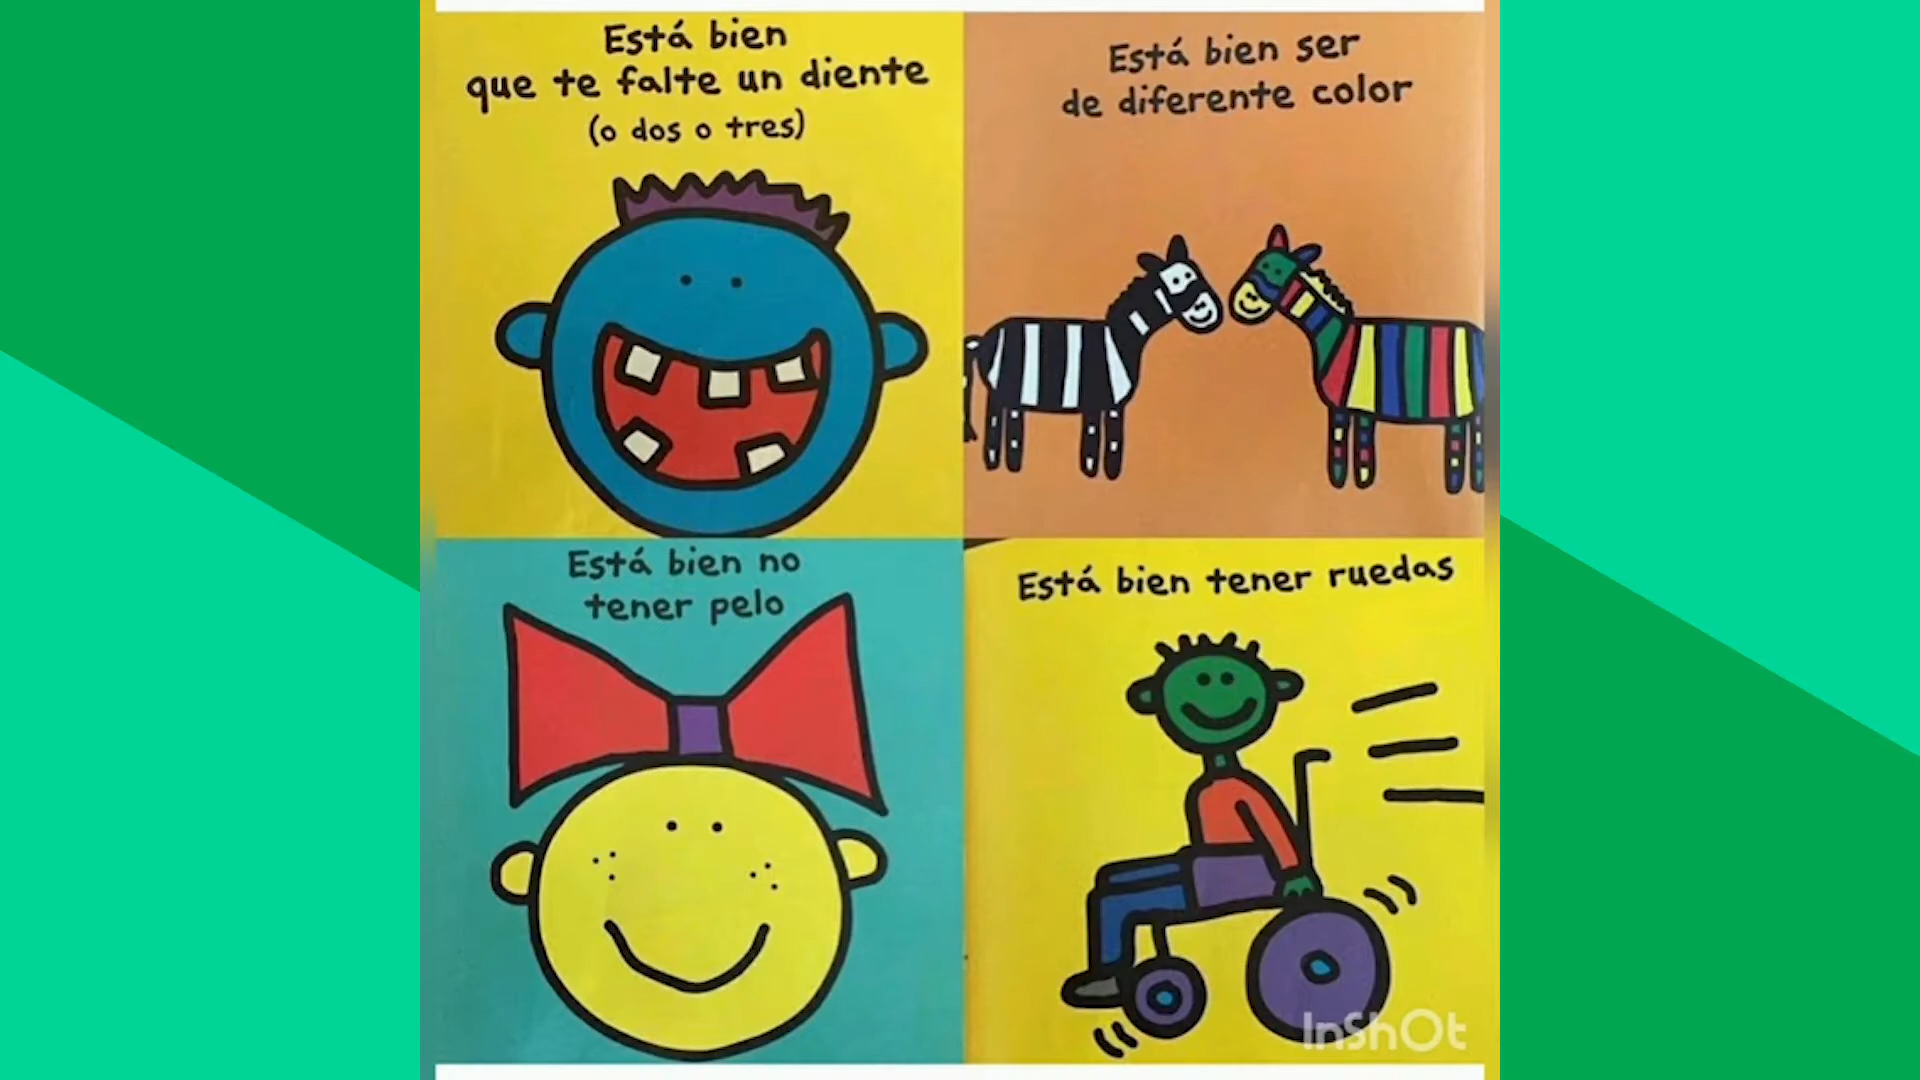 Está bien
que te falte un diente
(o dos o tres)
Está bien ser
de diferente color
Está bien no
tener pelo
Está bien tener ruedas
InShOt